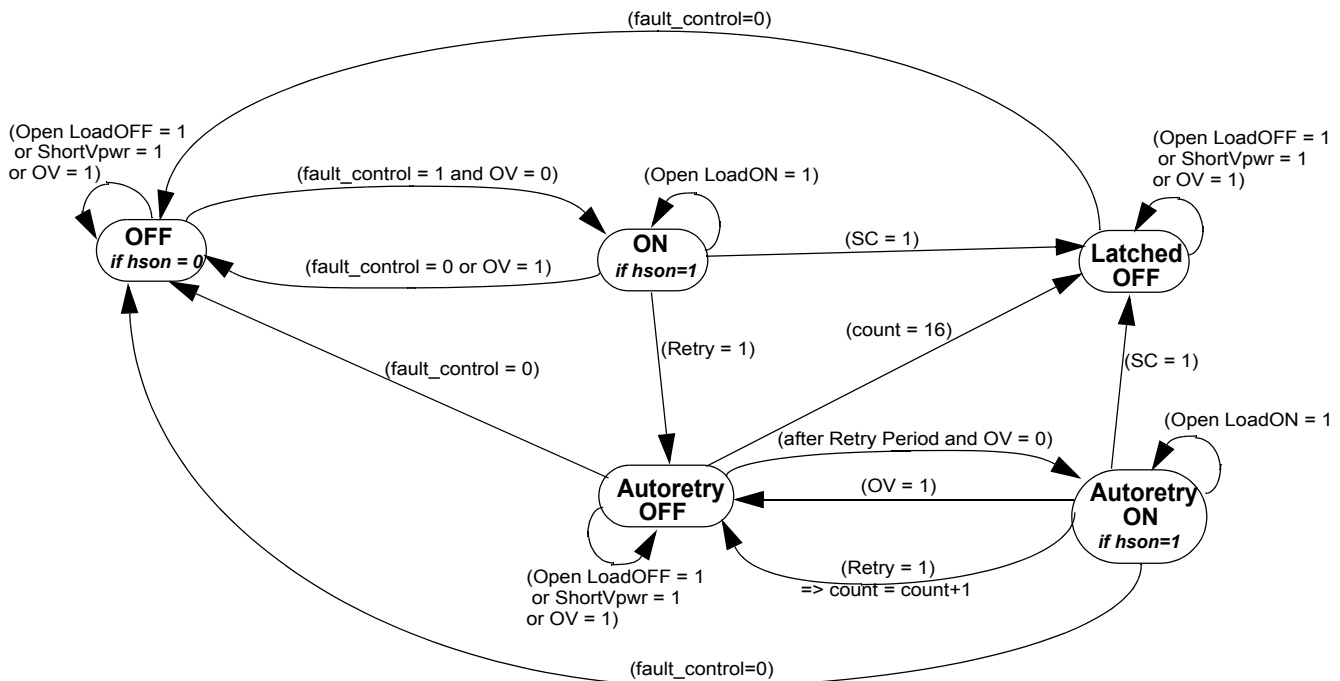 (fault_control=0)
(Open LoadOFF = 1
or ShortVpwr = 1
or OV = 1)
(fault_control = 1 and OV = 0)
(Open LoadON = 1)
(Open LoadOFF = 1
or ShortVpwr = 1
or OV = 1)
OFF
if hson = 0
(fault_control = 0 or OV = 1)
ON
if hson=1
(SC = 1)
Latched
OFF
(Retry = 1)
(count = 16)
(fault_control = 0)
(SC = 1)
(after Retry Period and OV = 0)
(Open LoadON = 1
Autoretry
OFF
(OV = 1)
Autoretry
ON
if hson=1
(Retry = 1)
=> count = count+1
(Open LoadOFF = 1
or ShortVpwr = 1
or OV = 1)
(fault_control=0)